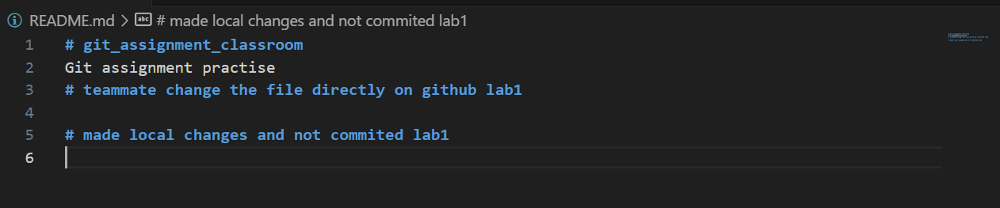 README.md > # made local changes and not commited lab1
1 # git_assignment_classroom
2 Git assignment practise
3 # teammate change the file directly on github lab1
4
5 # made local changes and not commited lab1
6